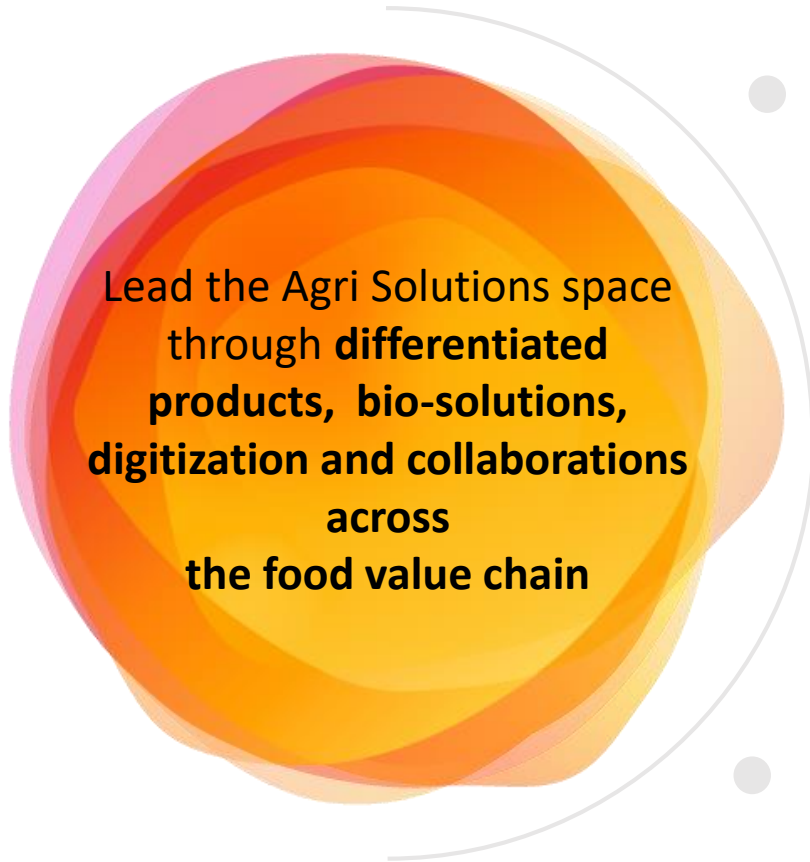 Lead the Agri Solutions space
through differentiated
products, bio-solutions,
digitization and collaborations
across
the food value chain